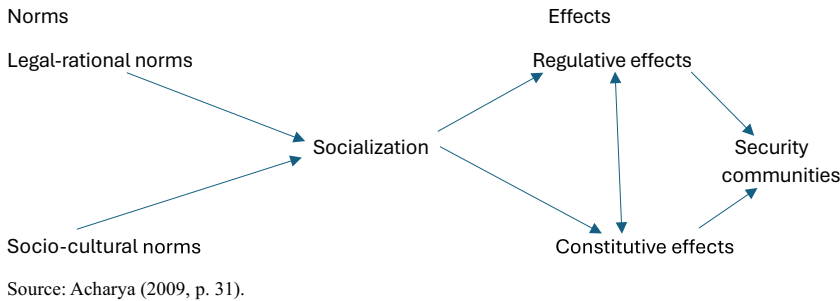 Norms
Effects
Legal-rational norms
Regulative effects
Socialization
Security
communities
Socio-cultural norms
Constitutive effects
Source: Acharya (2009, p. 31).